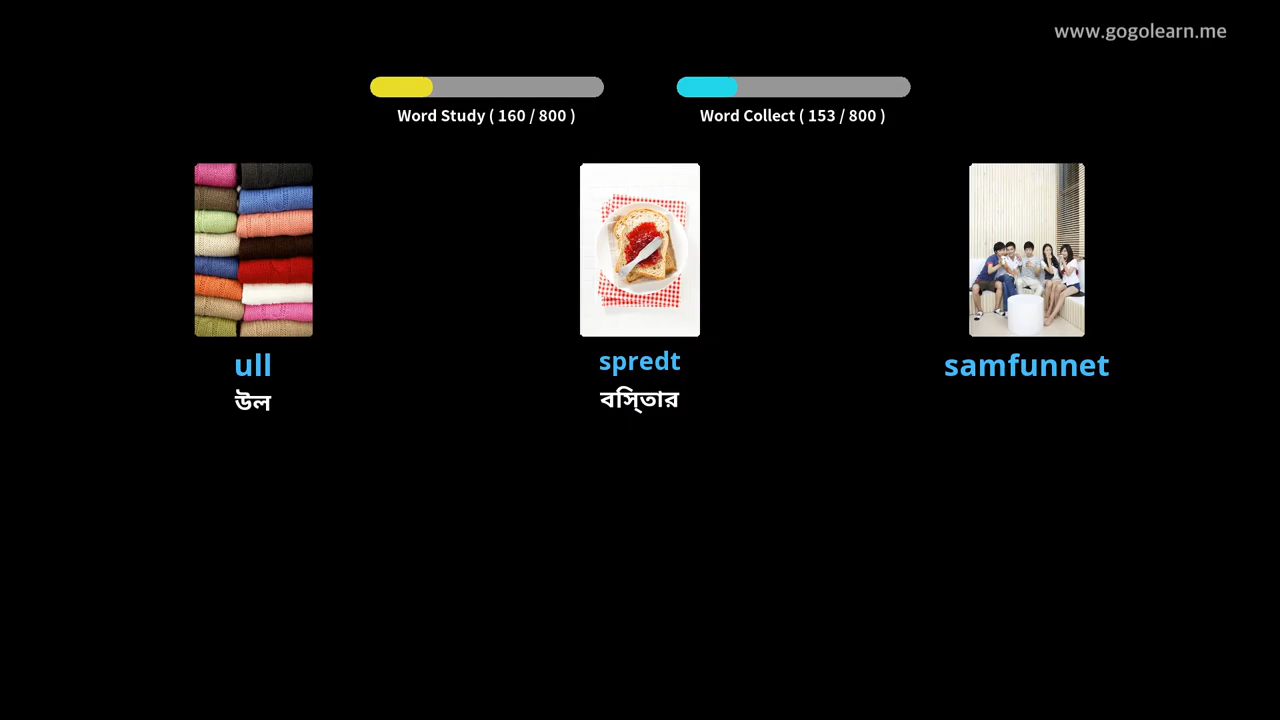 www.gogolearn.me
Word Study ( 160 / 800 )
Word Collect ( 153 / 800 )
ull
উল
spredt
বিস্তার
samfunnet